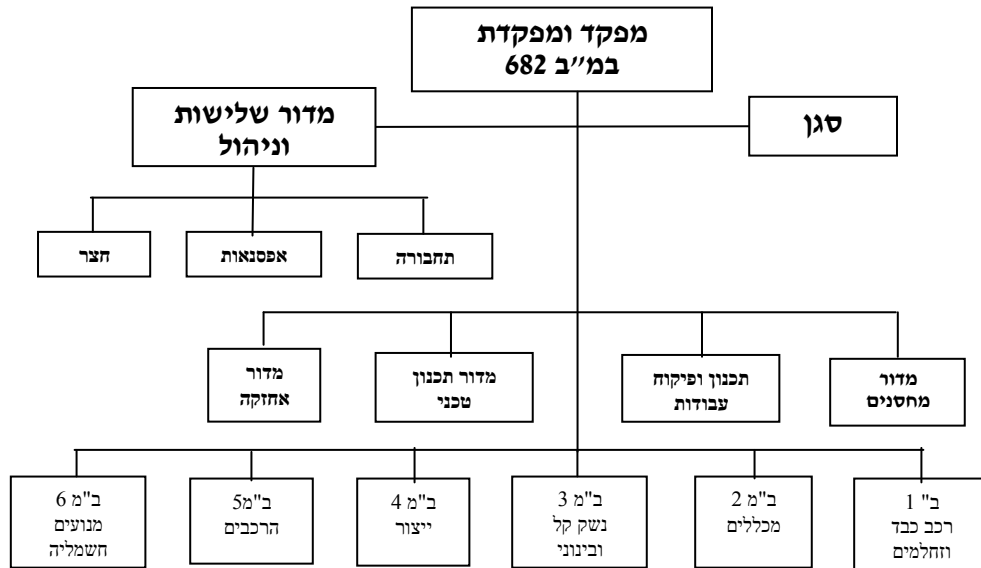 מפקד ומפקדת
במ״ב 682
מדור שלישות
וניהול
סגן
תחבורה
אפסנאות
חצר
מדור
מחסנים
תכנון ופיקוח
עבודות
מדור תכנון
טכני
מדור
אחזקה
ב" 1
רכב כבד
וזחלמים
ב"מ 2
מכללים
ב"מ 3
נשק קל
ובינוני
ב"מ 4
ייצור
ב"מ5
הרכבים
ב"מ 6
מנועים
חשמליה